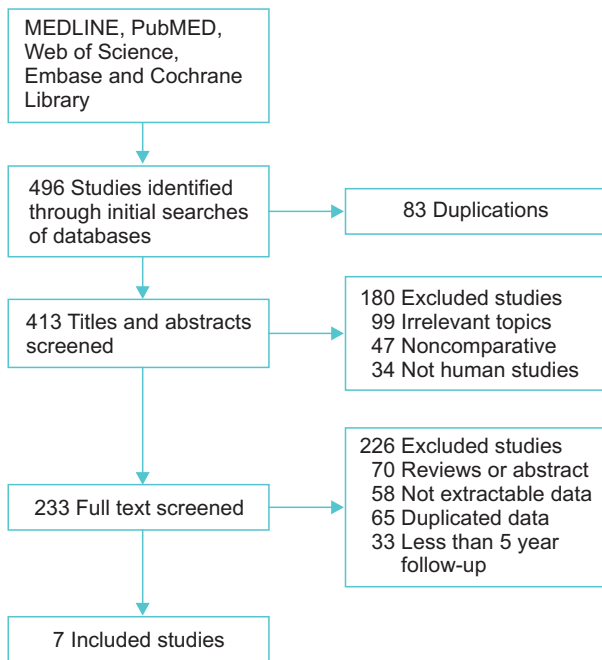 MEDLINE, PubMED,
Web of Science,
Embase and Cochrane
Library
496 Studies identified
through initial searches
of databases
83 Duplications
413 Titles and abstracts
screened
180 Excluded studies
99 Irrelevant topics
47 Noncomparative
34 Not human studies
233 Full text screened
226 Excluded studies
70 Reviews or abstract
58 Not extractable data
65 Duplicated data
33 Less than 5 year
follow-up
7 Included studies